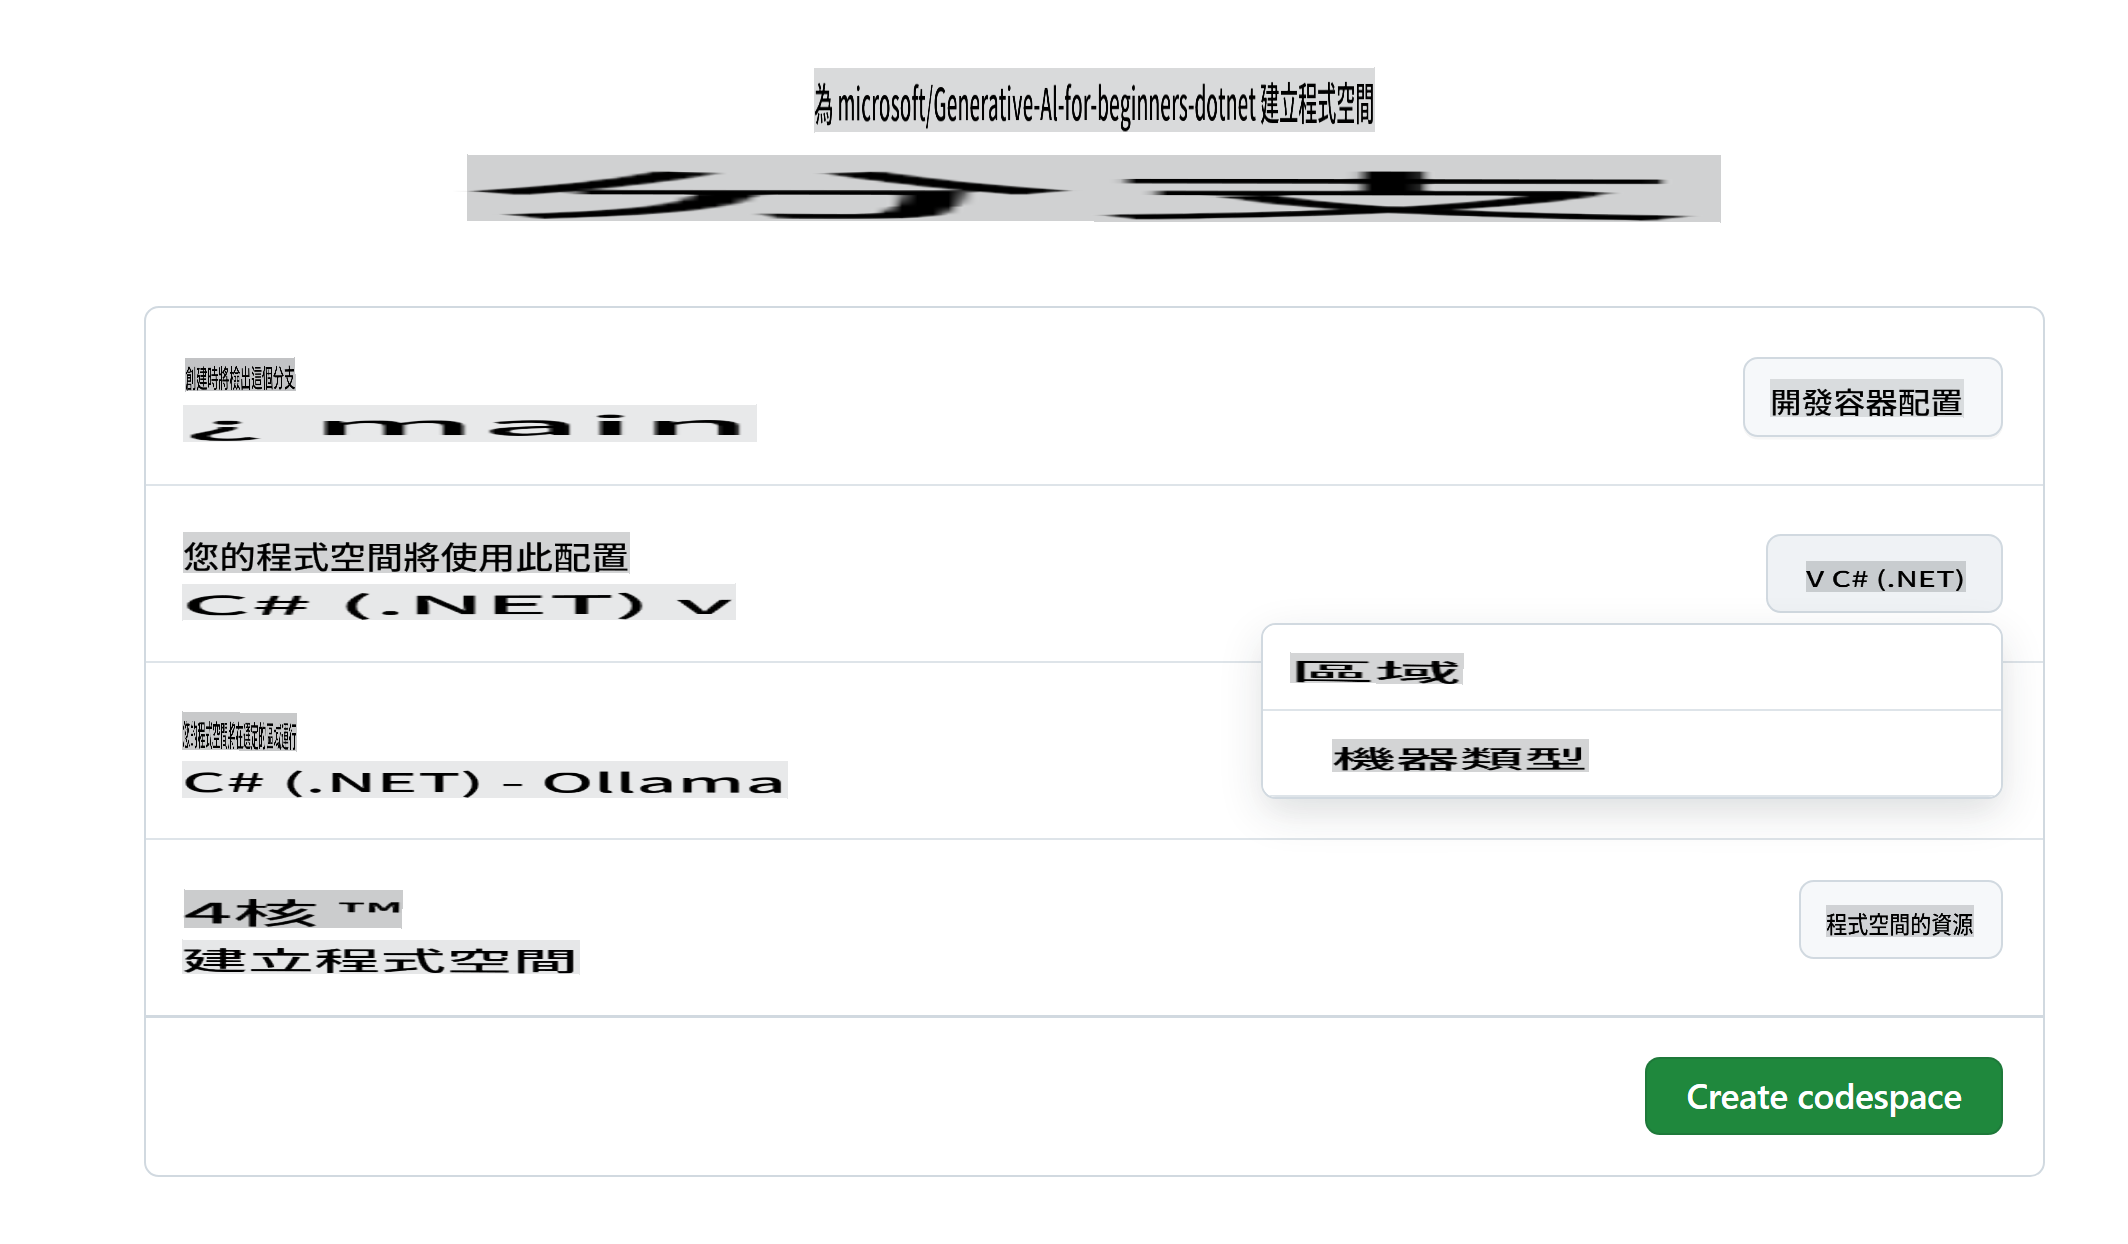 為 microsoft/Generative-AI-for-beginners-dotnet 建立程式空間
分支
創建時將檢出這個分支
¿ main
開發容器配置
您的程式空間將使用此配置
C# (.NET) v
V C# (.NET)
區域
機器類型
您的程式空間將在選定的區域運行
C# (.NET) - Ollama
4核 ™
建立程式空間
程式空間的資源
Create codespace